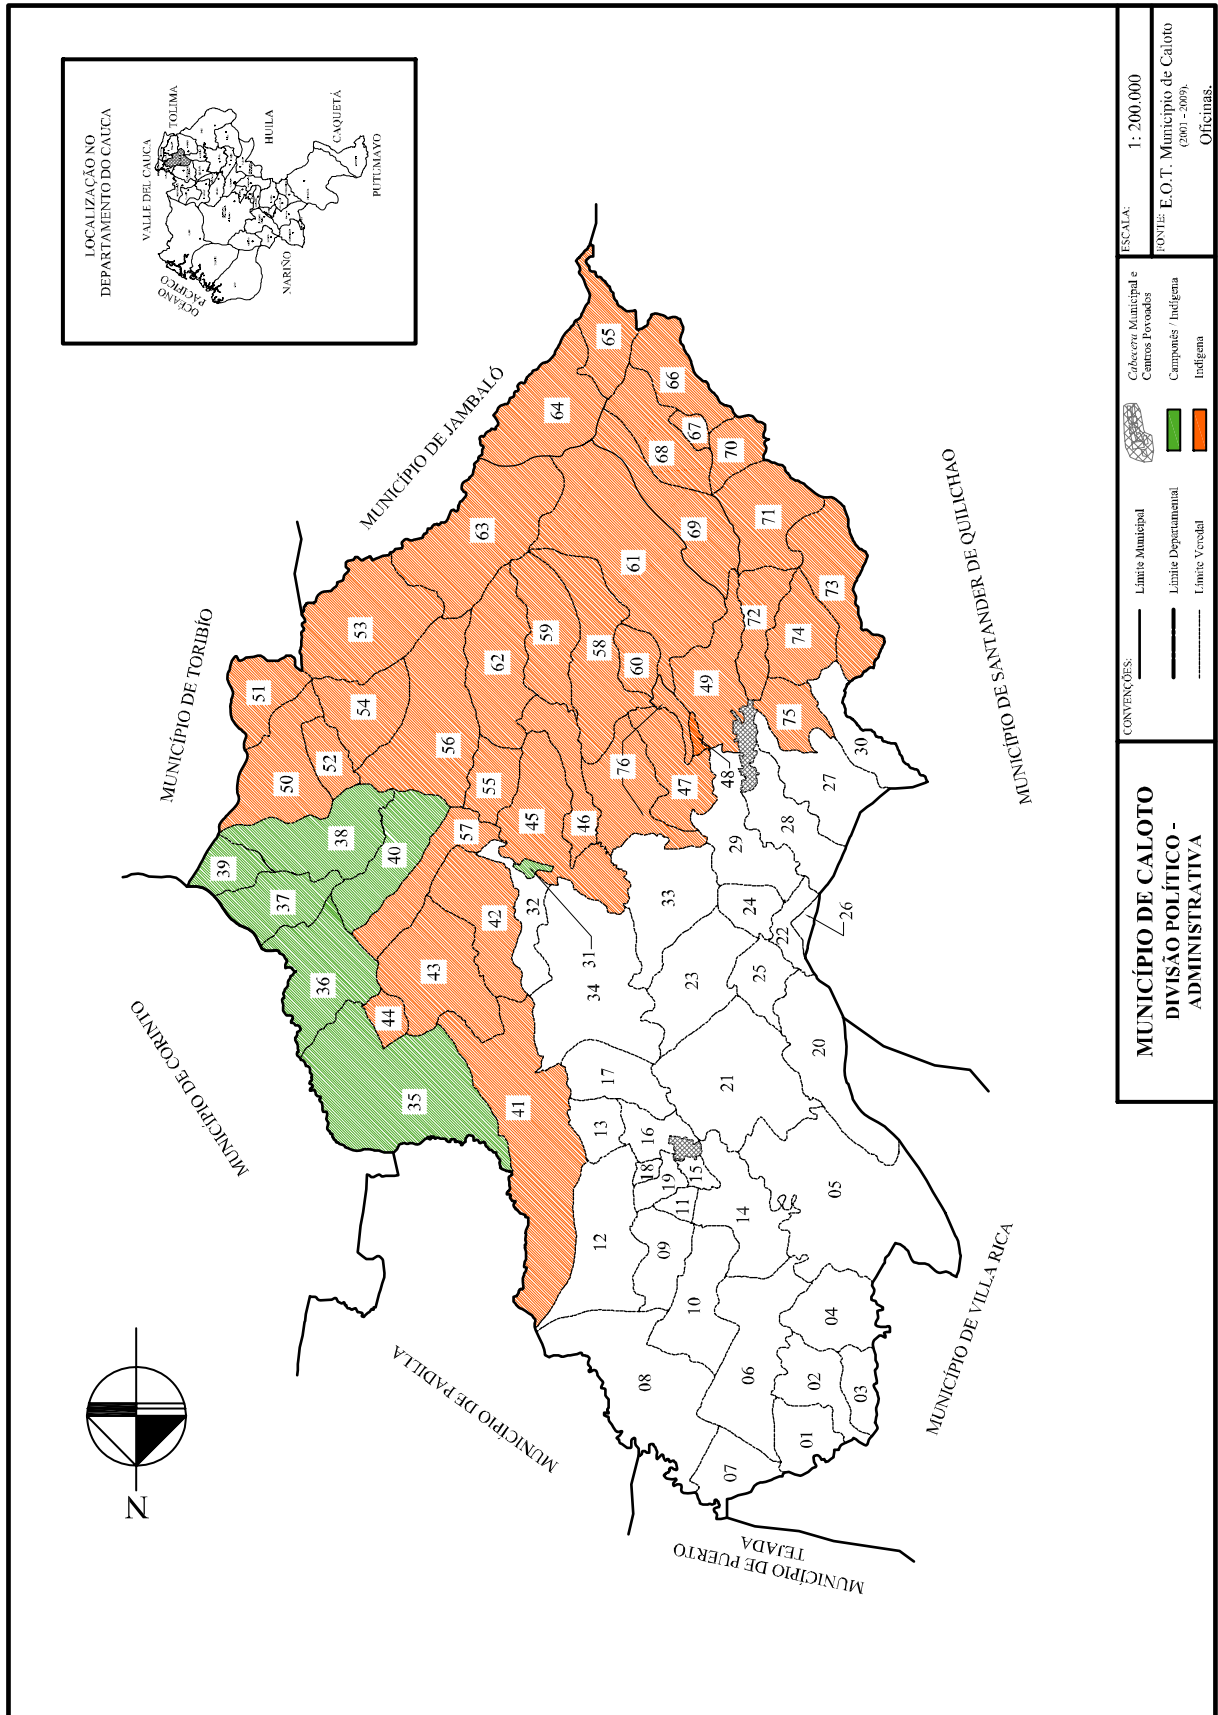 LOCALIZAÇÃO NO
DEPARTAMENTO DO CAUCA
VALLE DEL CAUCA
TOLIMA
HUILA
CAQUETÁ
PUTUMAYO
NARIÑO
OCÉANO
PACIFICO
MUNICÍPIO DE CORINTO
MUNICÍPIO DE TORIBÍO
MUNICÍPIO DE JAMBALÓ
MUNICÍPIO DE SANTANDER DE QUILICHAO
MUNICÍPIO DE VILLA RICA
MUNICÍPIO DE PUERTO
TEJADA
MUNICÍPIO DE PADILLA
N
01
02
03
04
05
06
07
08
09
10
11
12
13
14
15
16
17
18
19
20
21
22
23
24
25
26
27
28
29
30
31
32
33
34
35
36
37
38
39
40
41
42
43
44
45
46
47
48
49
50
51
52
53
54
55
56
57
58
59
60
61
62
63
64
65
66
67
68
69
70
71
72
73
74
75
76
MUNICÍPIO DE CALOTO
DIVISÃO POLÍTICO -
ADMINISTRATIVA
CONVENÇÕES:
Límite Municipal
Límite Departamental
Límite Veredal
Cabecera Municipal e
Centros Povoados
Camponês / Indígena
Indígena
ESCALA:
1: 200.000
FONTE: E.O.T. Município de Caloto
(2001 - 2009).
Oficinas.